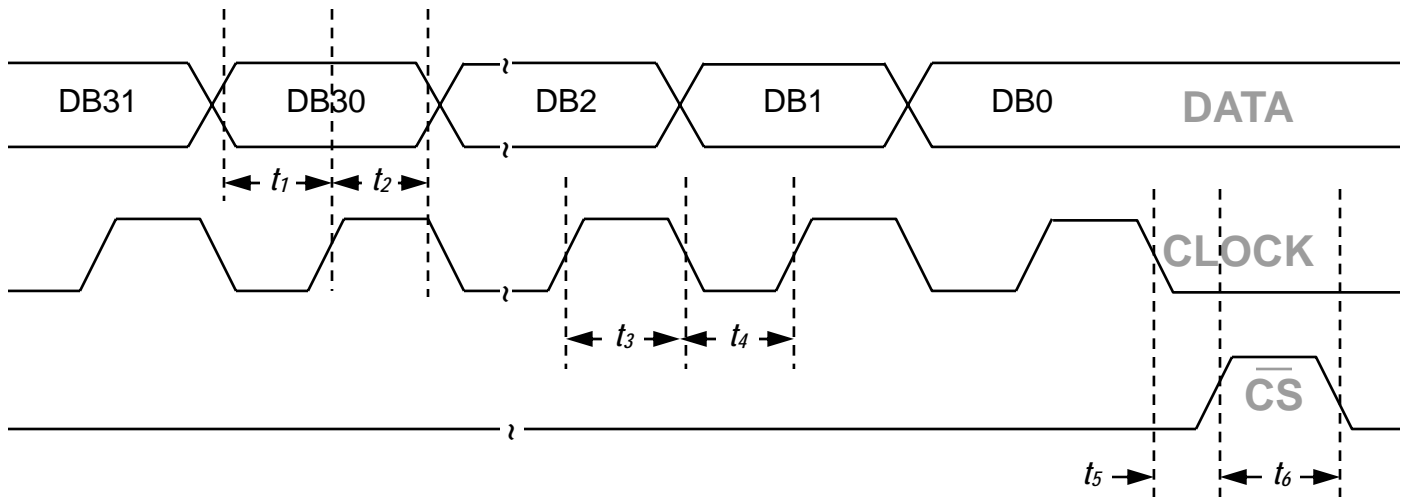 DB31 DB30 DB2 DB1 DB0 DATA
t1 t2
CLOCK
t3 t4
CS
t5 t6